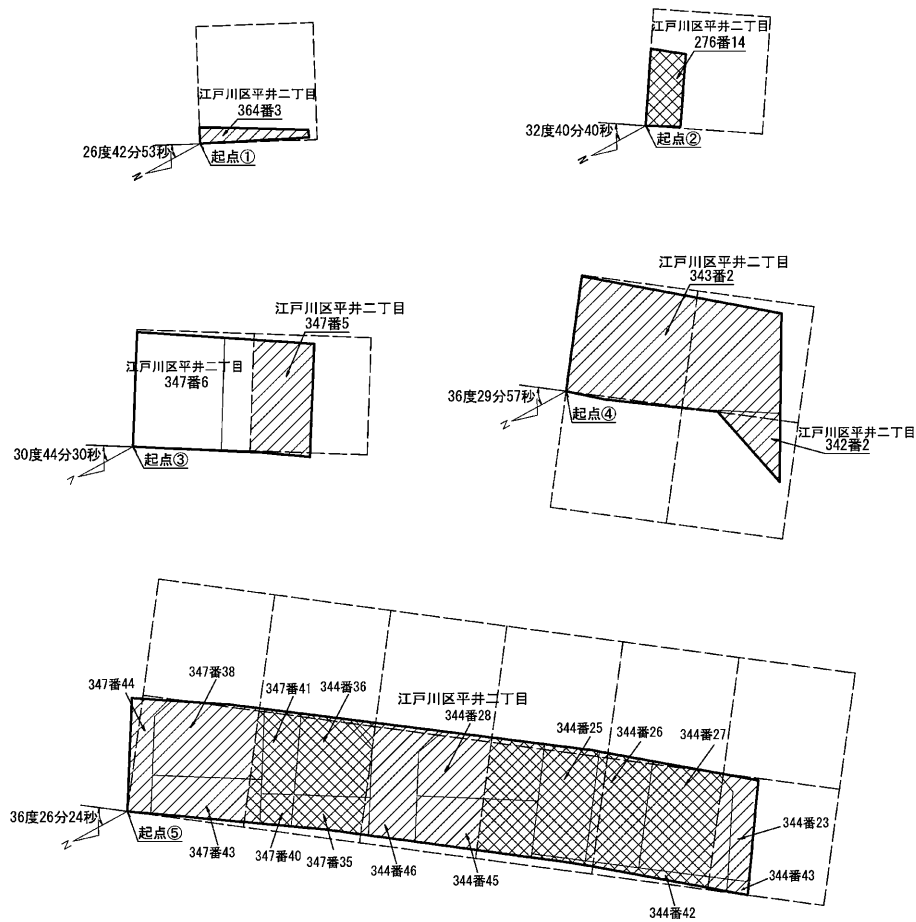 江戸川区平井二丁目
364番3
26度42分53秒
起点①
N
江戸川区平井二丁目
276番14
32度40分40秒
起点②
N
江戸川区平井二丁目
347番5
江戸川区平井二丁目
347番6
30度44分30秒
起点③
N
江戸川区平井二丁目
343番2
36度29分57秒
起点④
N
江戸川区平井二丁目
342番2
347番44
347番38
347番41
344番36
江戸川区平井二丁目
344番28
344番25
344番26
344番27
36度26分24秒
起点⑤
N
347番43
347番40
347番35
344番46
344番45
344番42
344番43
344番23